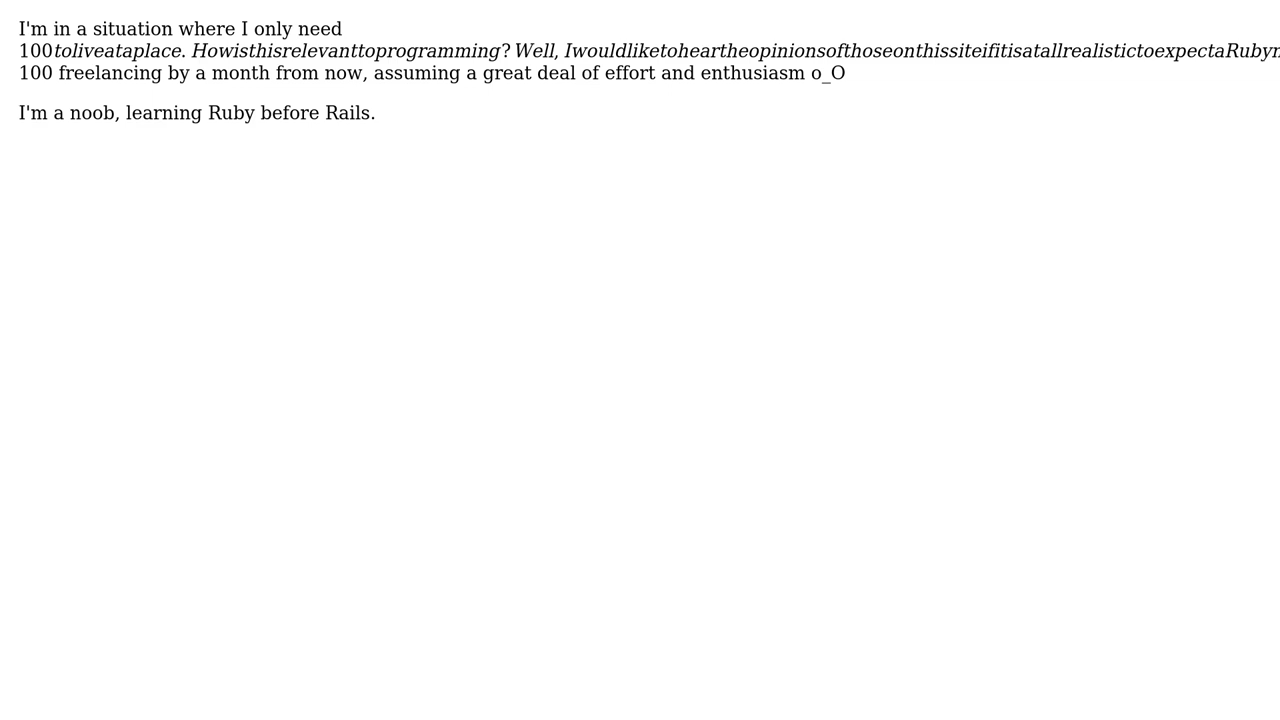 I'm in a situation where I only need
100toliveataplace. Howisthisrelevanttoprogramming? Well, Iwouldliketoheartheopinionsofthoseonthissiteifitisatallrealistictoexpecta
100 freelancing by a month from now, assuming a great deal of effort and enthusiasm o_O
I'm a noob, learning Ruby before Rails.